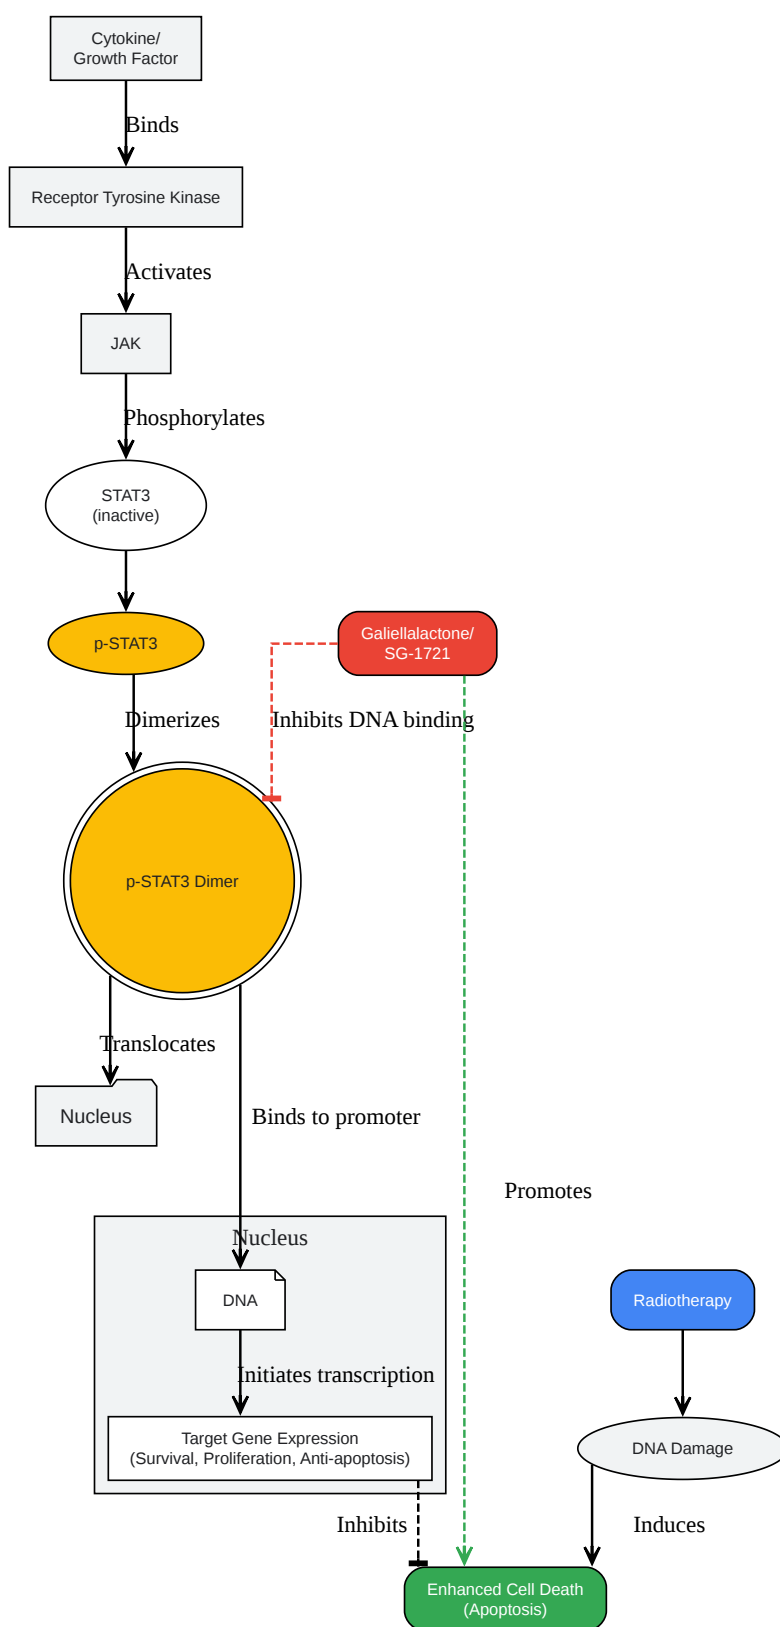 Cytokine/
Growth Factor
Binds
Receptor Tyrosine Kinase
Activates
JAK
Phosphorylates
STAT3
(inactive)
p-STAT3
Galiellalactone/
SG-1721
Dimerizes
Inhibits DNA binding
p-STAT3 Dimer
Translocates
Nucleus
Binds to promoter
Promotes
Nucleus
DNA
Radiotherapy
Initiates transcription
Target Gene Expression
(Survival, Proliferation, Anti-apoptosis)
DNA Damage
Inhibits
Induces
Enhanced Cell Death
(Apoptosis)